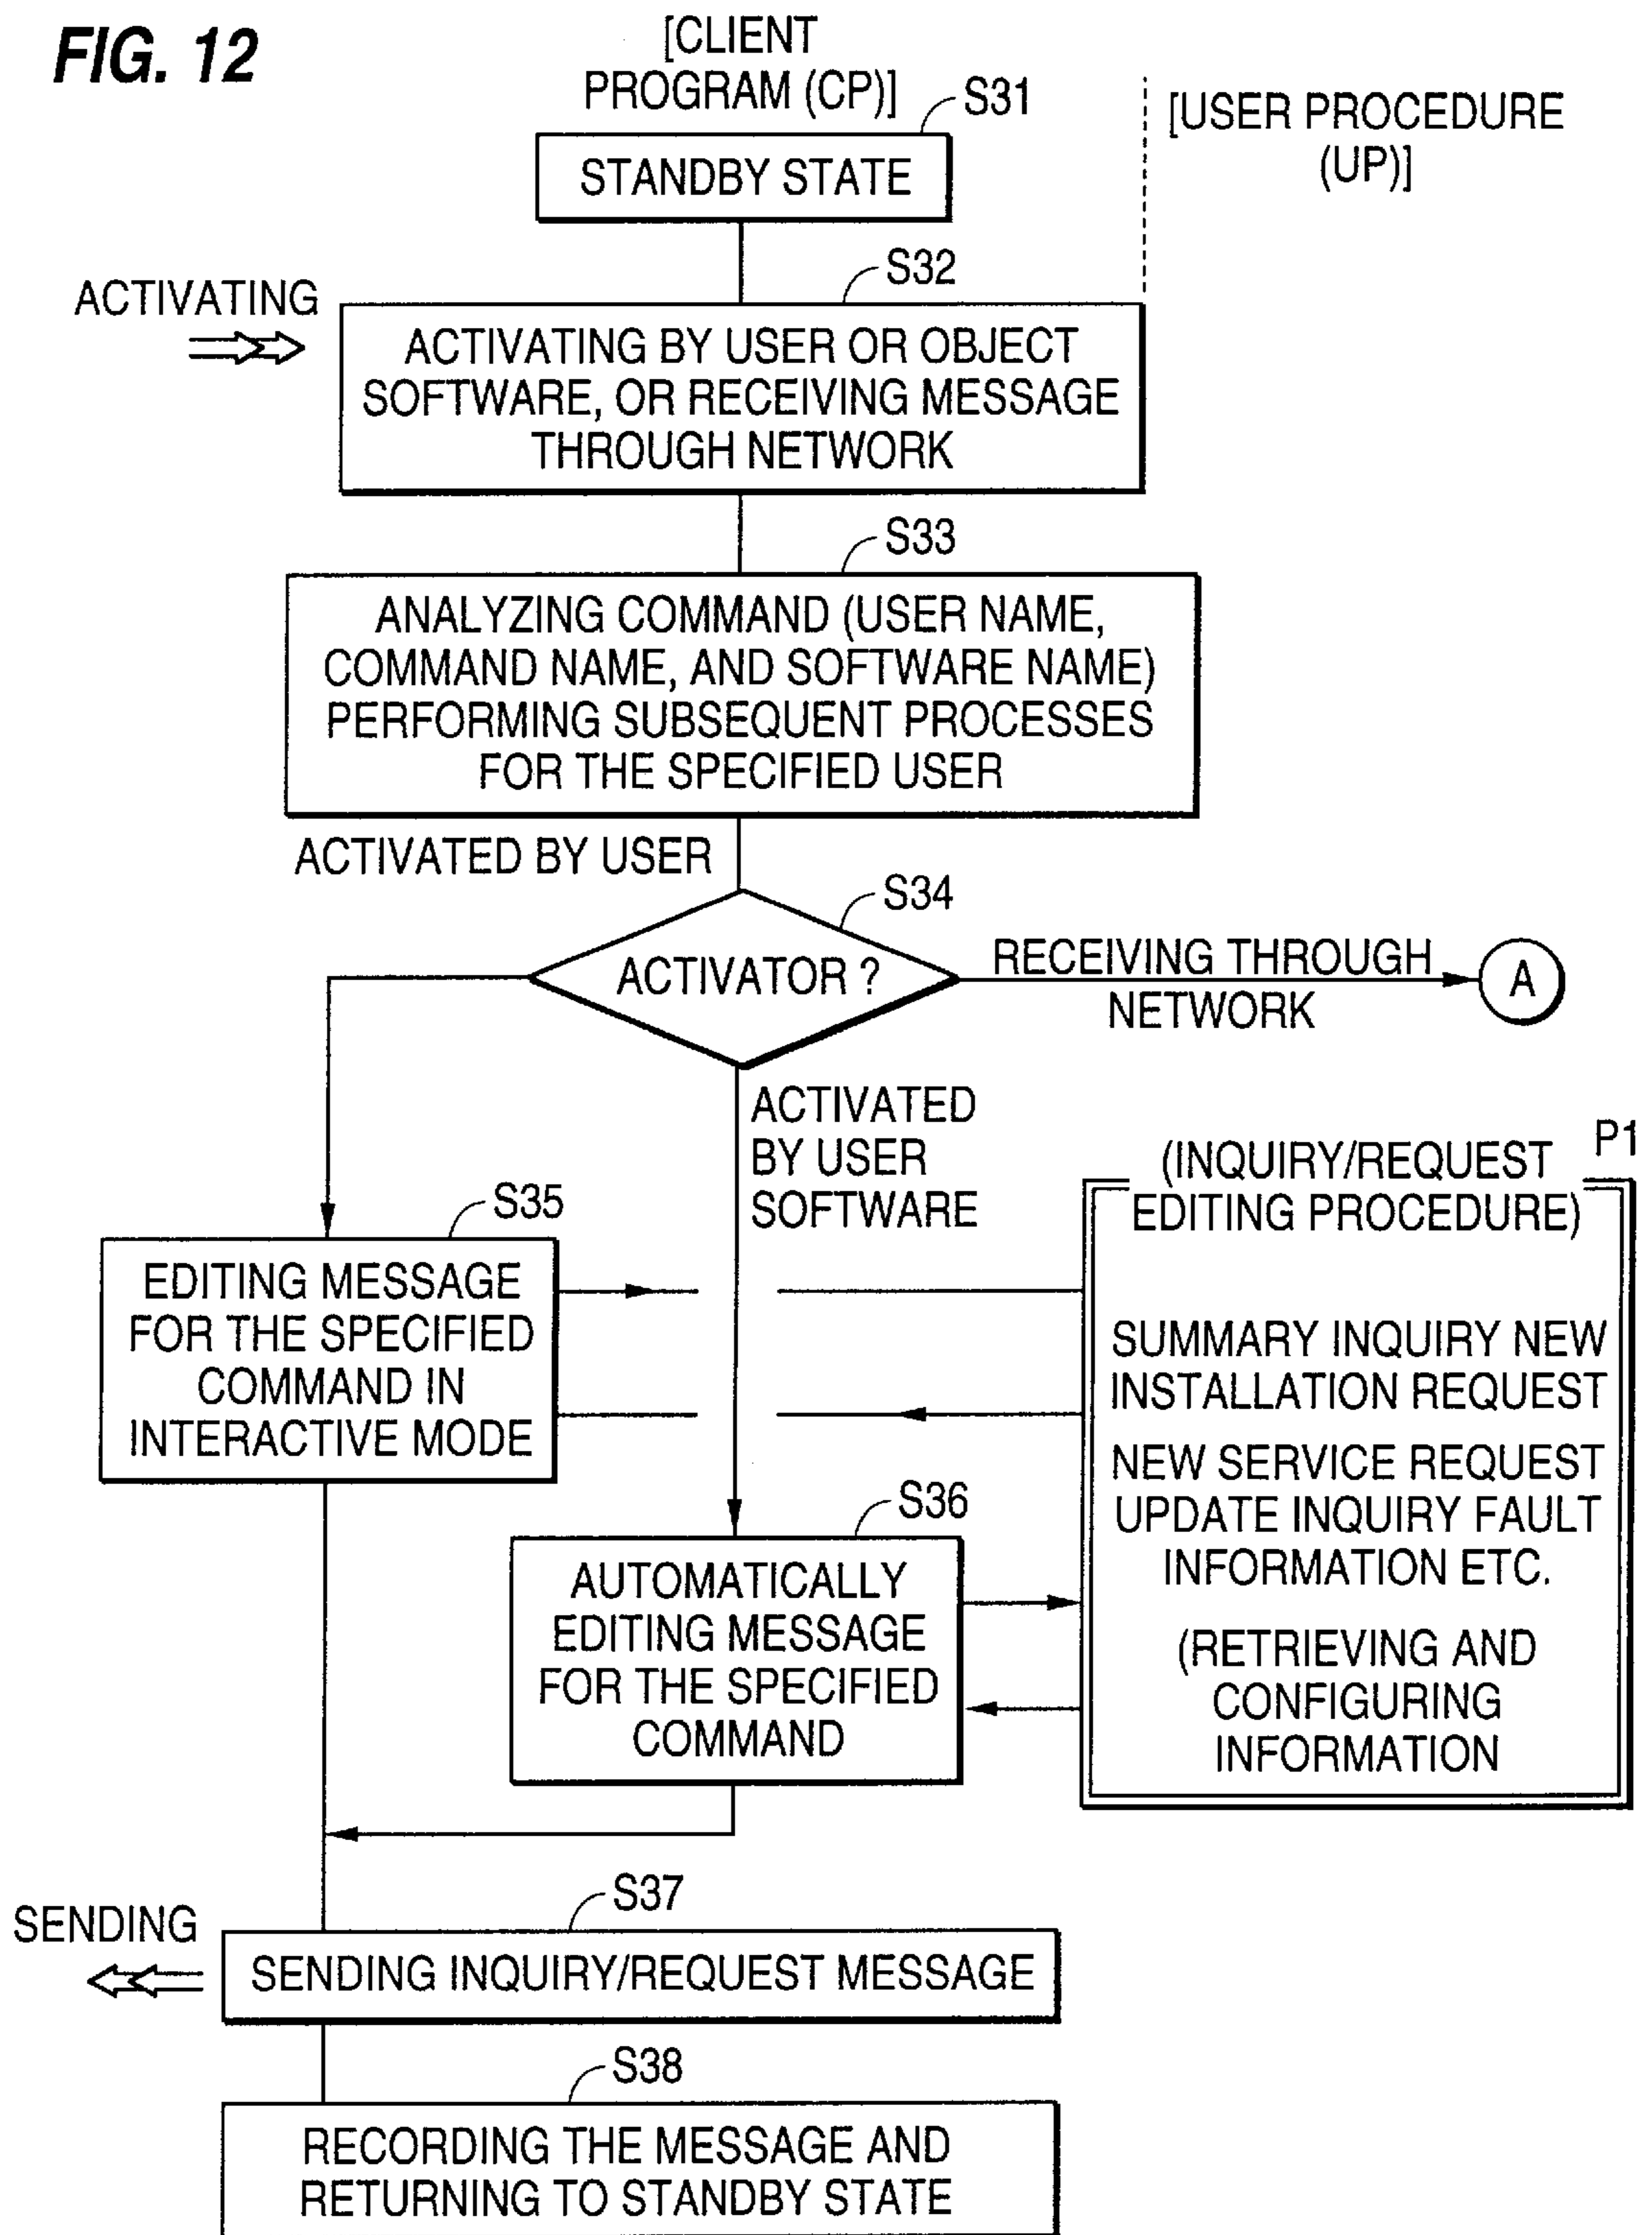 FIG. 12
[CLIENT
PROGRAM (CP)]
S31
[USER PROCEDURE
(UP)]
STANDBY STATE
S32
ACTIVATING
ACTIVATING BY USER OR OBJECT
SOFTWARE, OR RECEIVING MESSAGE
THROUGH NETWORK
S33
ANALYZING COMMAND (USER NAME,
COMMAND NAME, AND SOFTWARE NAME)
PERFORMING SUBSEQUENT PROCESSES
FOR THE SPECIFIED USER
ACTIVATED BY USER
S34
ACTIVATOR ?
RECEIVING THROUGH
NETWORK
A
ACTIVATED
BY USER
SOFTWARE
P1
(INQUIRY/REQUEST
EDITING PROCEDURE)
S35
EDITING MESSAGE
FOR THE SPECIFIED
COMMAND IN
INTERACTIVE MODE
SUMMARY INQUIRY NEW
INSTALLATION REQUEST
NEW SERVICE REQUEST
UPDATE INQUIRY FAULT
INFORMATION ETC.
(RETRIEVING AND
CONFIGURING
INFORMATION
S36
AUTOMATICALLY
EDITING MESSAGE
FOR THE SPECIFIED
COMMAND
S37
SENDING
SENDING INQUIRY/REQUEST MESSAGE
S38
RECORDING THE MESSAGE AND
RETURNING TO STANDBY STATE